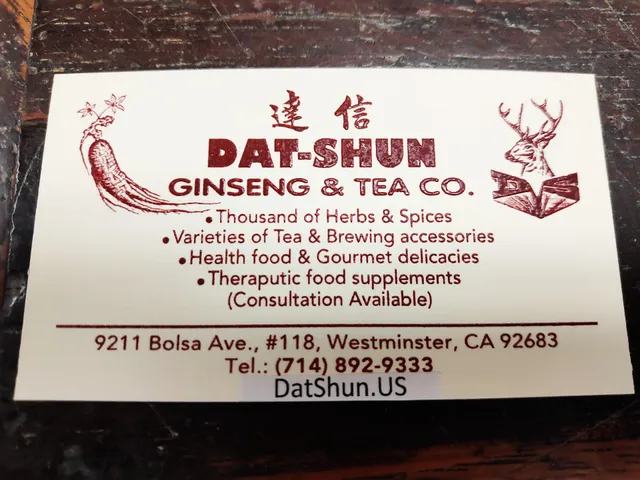 達信
DAT-SHUN
GINSENG & TEA CO.
• Thousand of Herbs & Spices
• Varieties of Tea & Brewing accessories
• Health food & Gourmet delicacies
• Theraputic food supplements
(Consultation Available)
9211 Bolsa Ave., #118, Westminster, CA 92683
Tel.: (714) 892-9333
DatShun.US